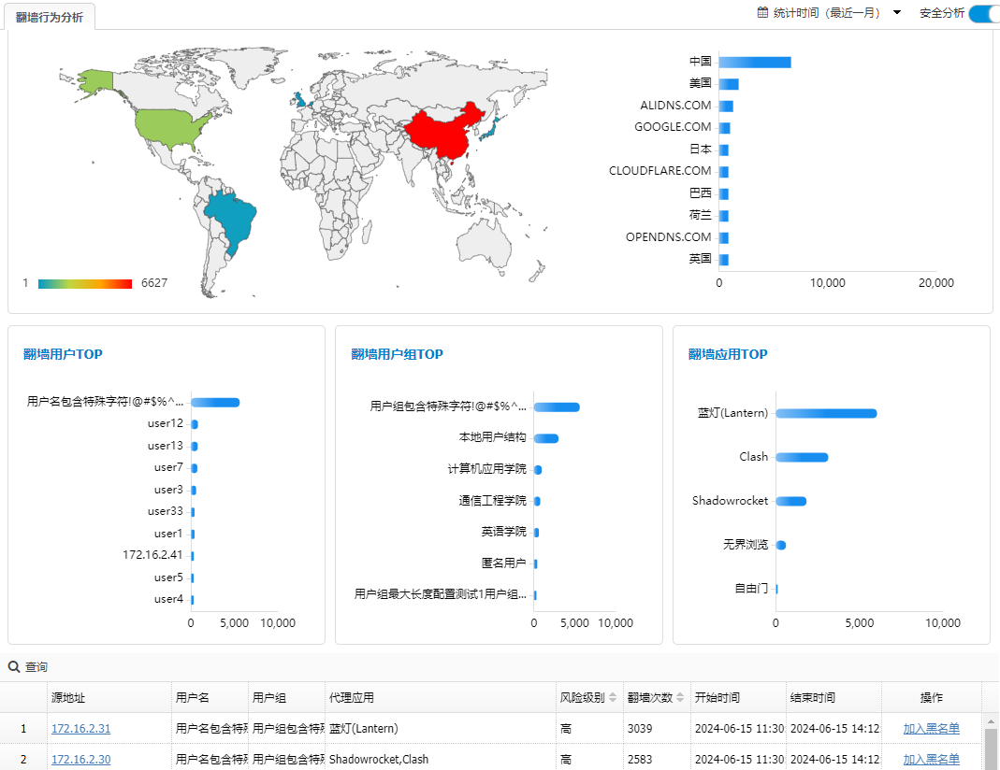 翻墙行为分析
统计时间（最近一月） 安全分析
中国
美国
ALIDNS.COM
GOOGLE.COM
日本
CLOUDFLARE.COM
巴西
荷兰
OPENDNS.COM
英国
0 10,000 20,000
1 6627
翻墙用户TOP
用户名包含特殊字符!@#$%^...
user12
user13
user7
user3
user33
user1
172.16.2.41
user5
user4
0 5,000 10,000
翻墙用户组TOP
用户组包含特殊字符!@#$%^...
本地用户结构
计算机应用学院
通信工程学院
英语学院
匿名用户
用户组最大长度配置测试1用户组...
0 5,000 10,000
翻墙应用TOP
蓝灯(Lantern)
Clash
Shadowrocket
无界浏览
自由门
0 5,000 10,000
查询
源地址 用户名 用户组 代理应用 风险级别 翻墙次数 开始时间 结束时间 操作
1 172.16.2.31 用户名包含特 用户组包含特 蓝灯(Lantern) 高 3039 2024-06-15 11:30 2024-06-15 14:12 加入黑名单
2 172.16.2.30 用户名包含特 用户组包含特 Shadowrocket,Clash 高 2583 2024-06-15 11:30 2024-06-15 14:12 加入黑名单